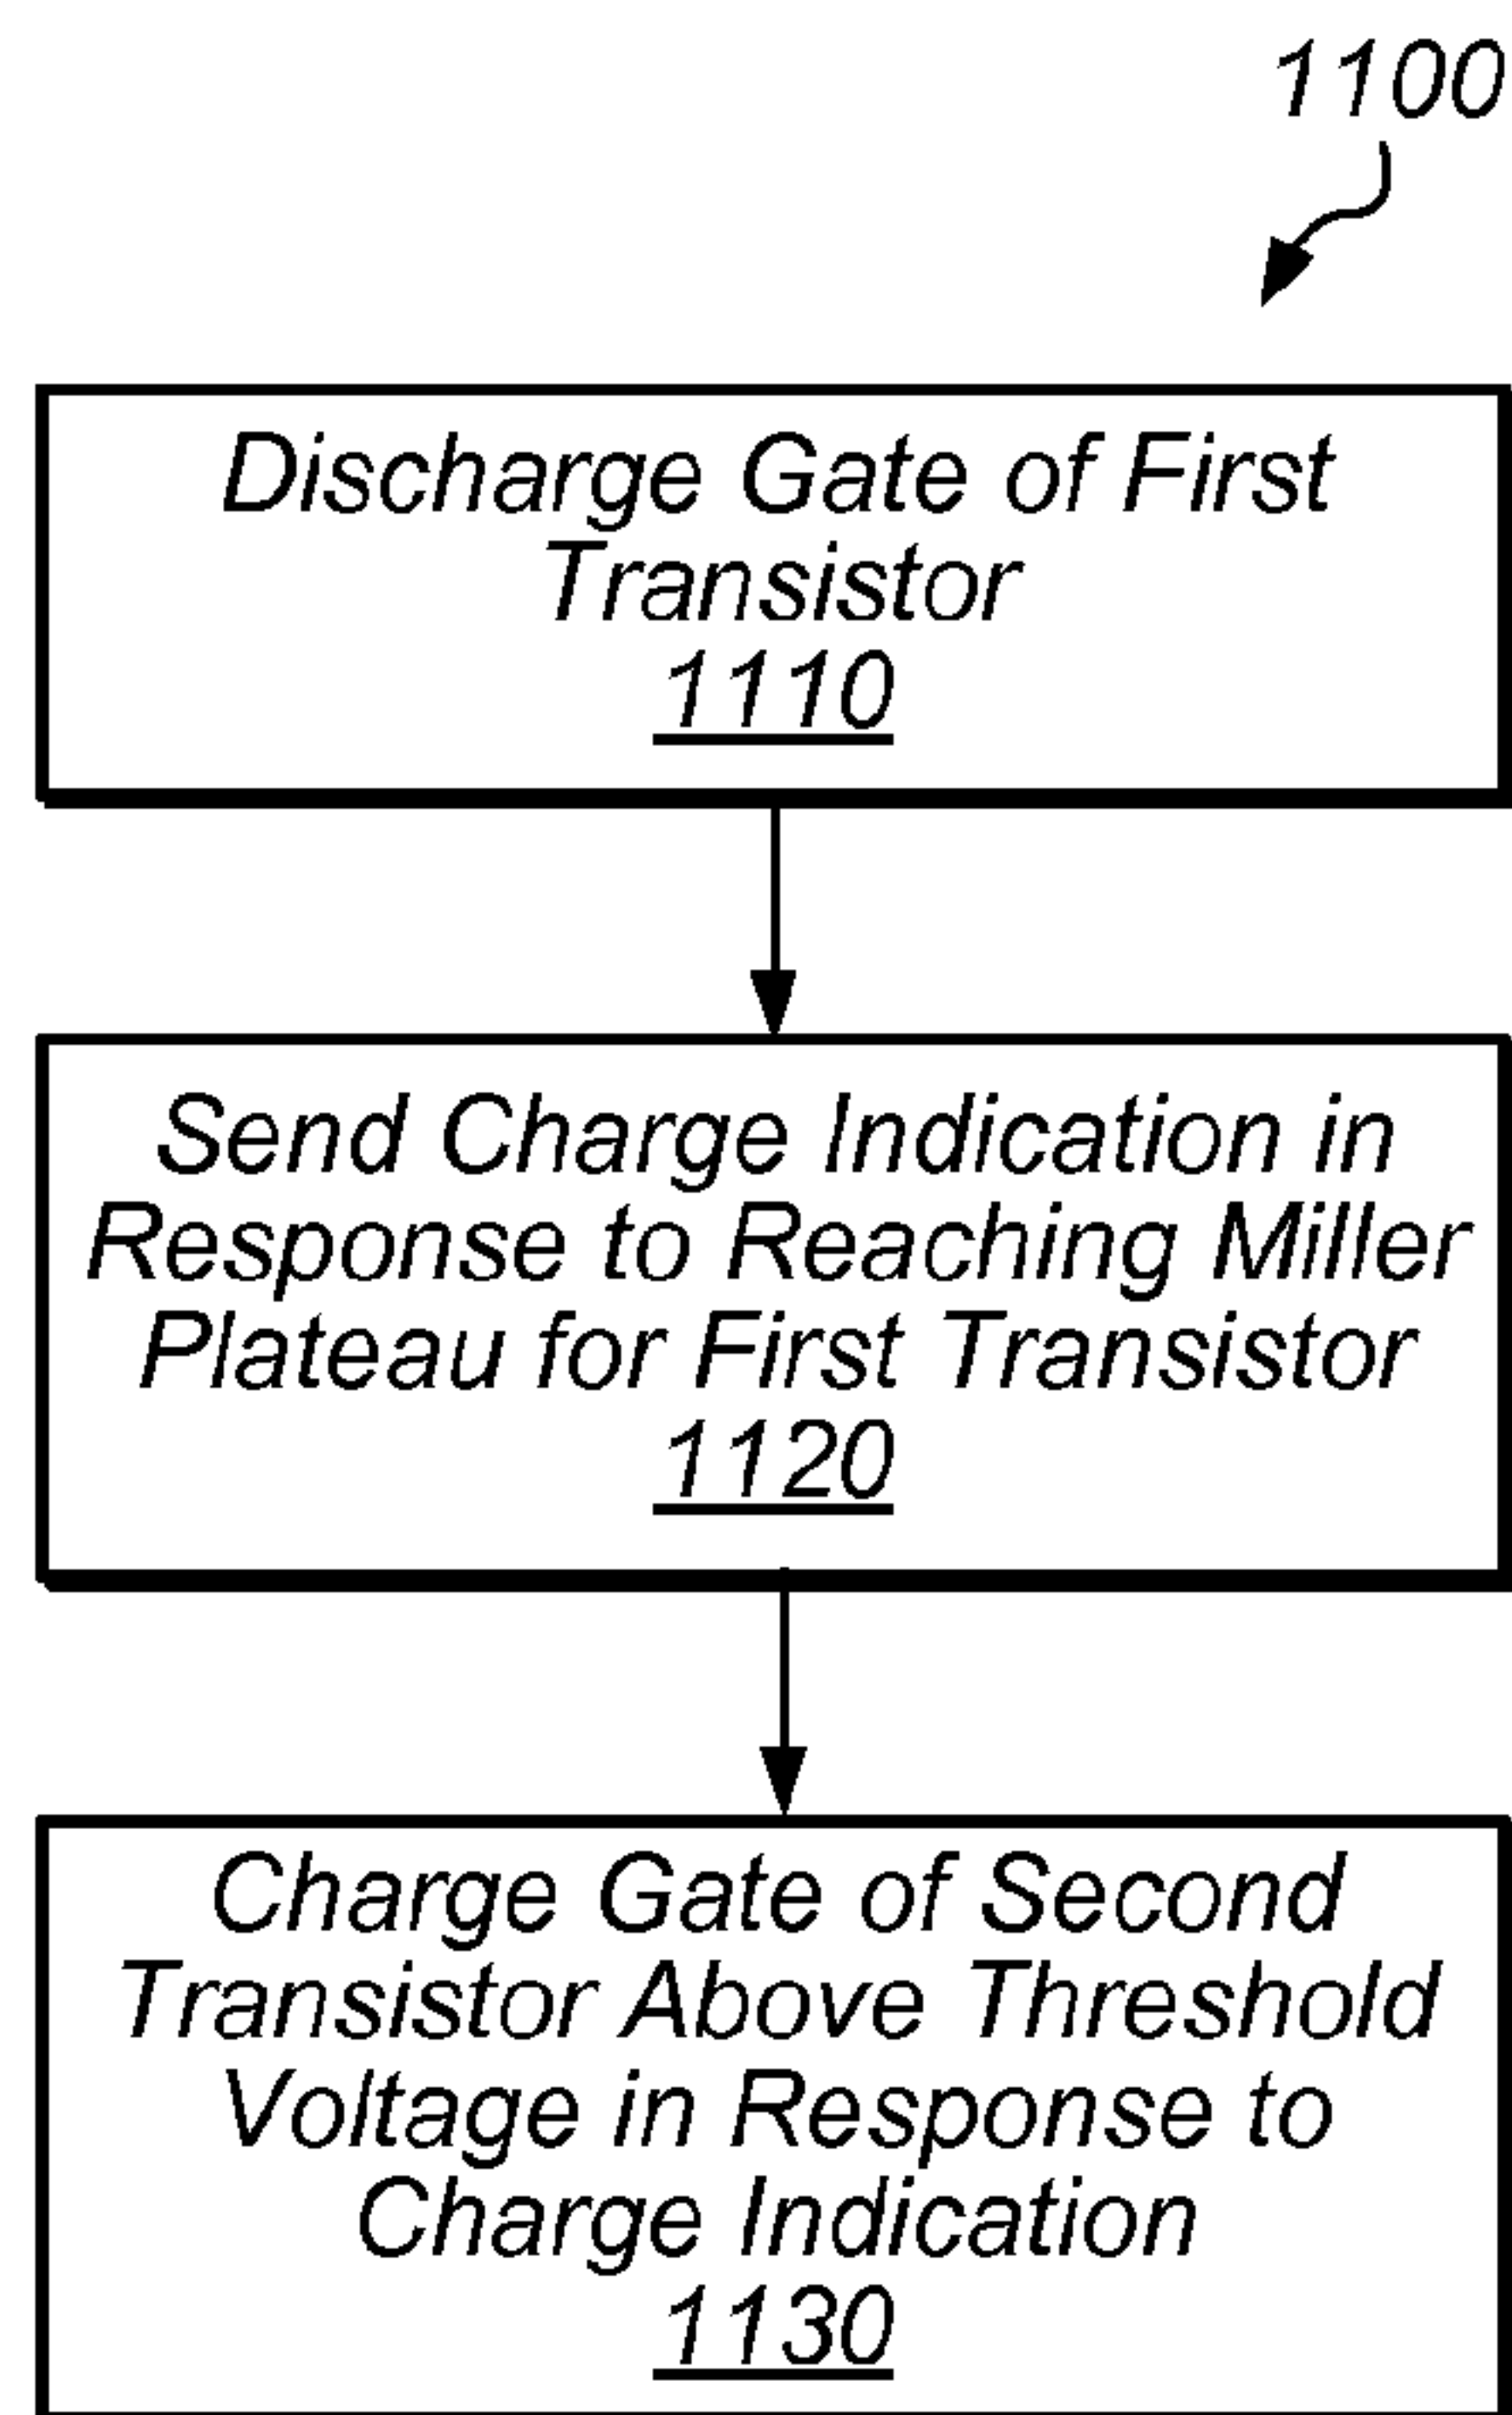 1100
Discharge Gate of First
Transistor
1110
Send Charge Indication in
Response to Reaching Miller
Plateau for First Transistor
1120
Charge Gate of Second
Transistor Above Threshold
Voltage in Response to
Charge Indication
1130